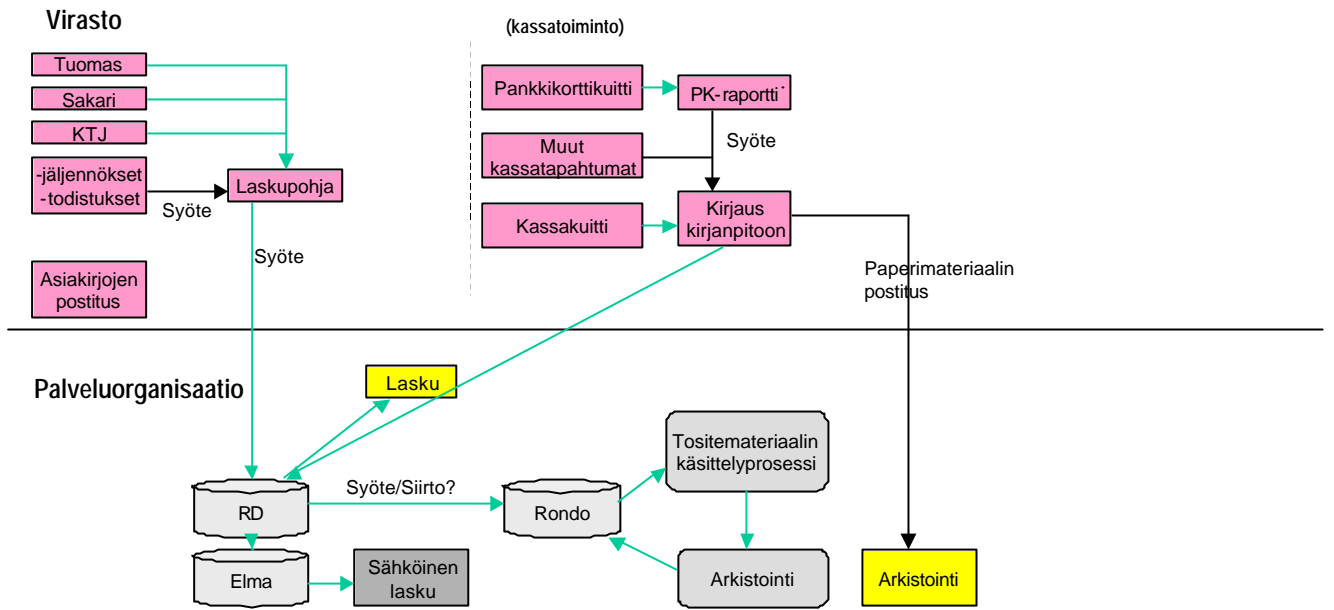 Virasto
(kassatoiminto)
Tuomas
Sakari
KTJ
-jäljennökset
-todistukset
Syöte
Laskupohja
Syöte
Asiakirjojen
postitus
Pankkikorttikuitti
PK-raportti
Syöte
Muut
kassatapahtumat
Kassakuitti
Kirjaus
kirjanpitoon
Paperimateriaalin
postitus
Palveluorganisaatio
Lasku
Tositemateriaalin
käsittelyprosessi
Syöte/Siirto?
RD
Rondo
Elma
Sähköinen
lasku
Arkistointi
Arkistointi